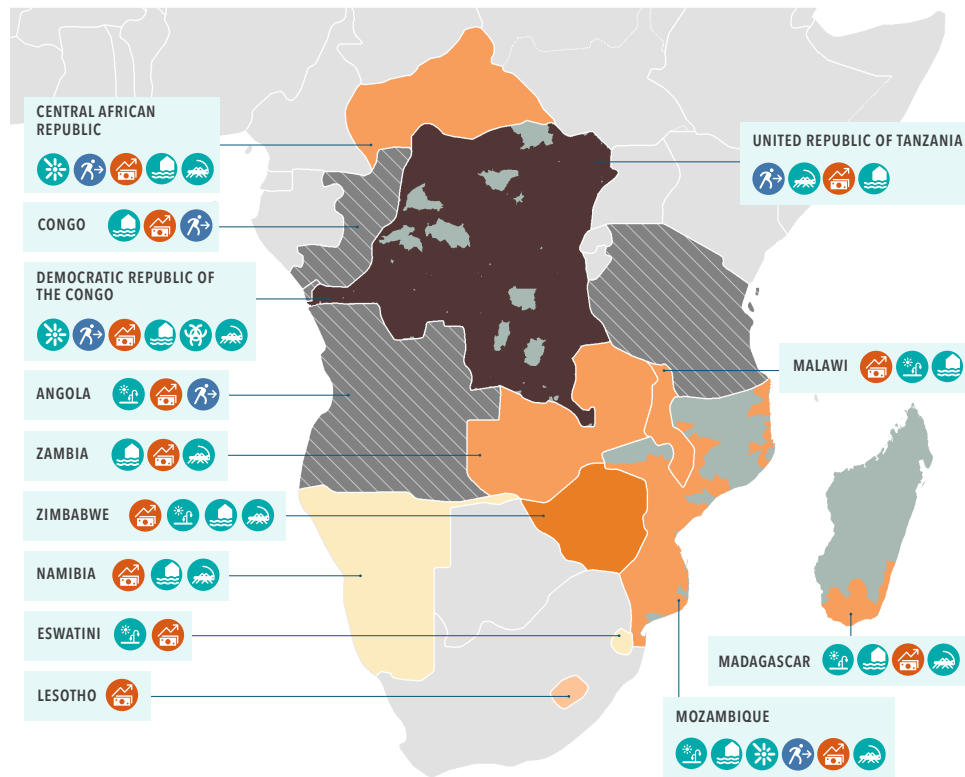 CENTRAL AFRICAN
REPUBLIC
CONGO
DEMOCRATIC REPUBLIC OF
THE CONGO
ANGOLA
ZAMBIA
ZIMBABWE
NAMIBIA
ESWATINI
LESOTHO
UNITED REPUBLIC OF TANZANIA
MALAWI
MADAGASCAR
MOZAMBIQUE